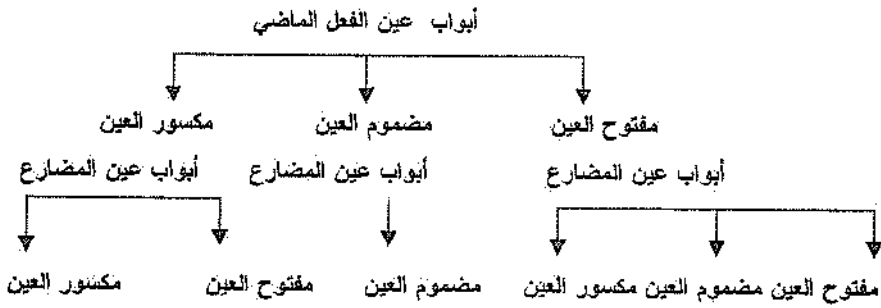 أبواب عين الفعل الماضي
مفتوح العين مضموم العين مكسور العين
أبواب عين المضارع أبواب عين المضارع أبواب عين المضارع
مفتوح العين مضموم العين مكسور العين مضموم العين مفتوح العين مكسور العين